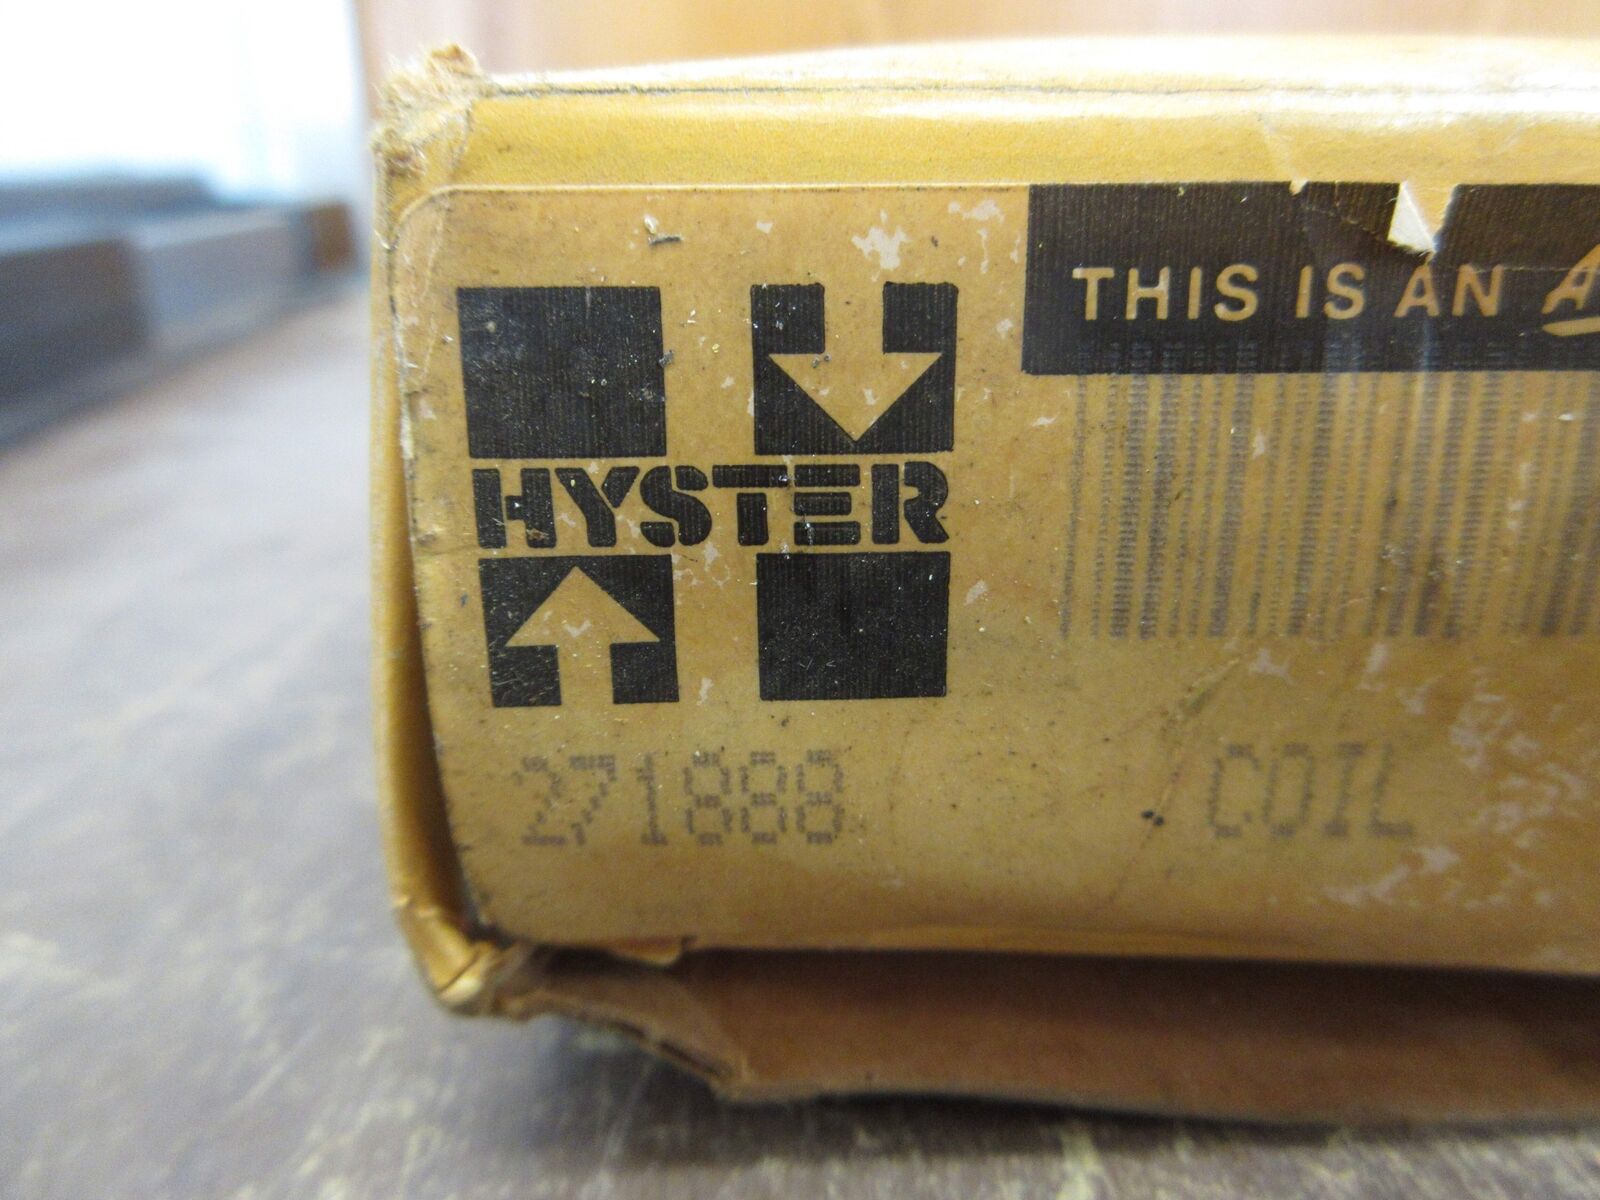 THIS IS AN
HYSTER
271888 COIL